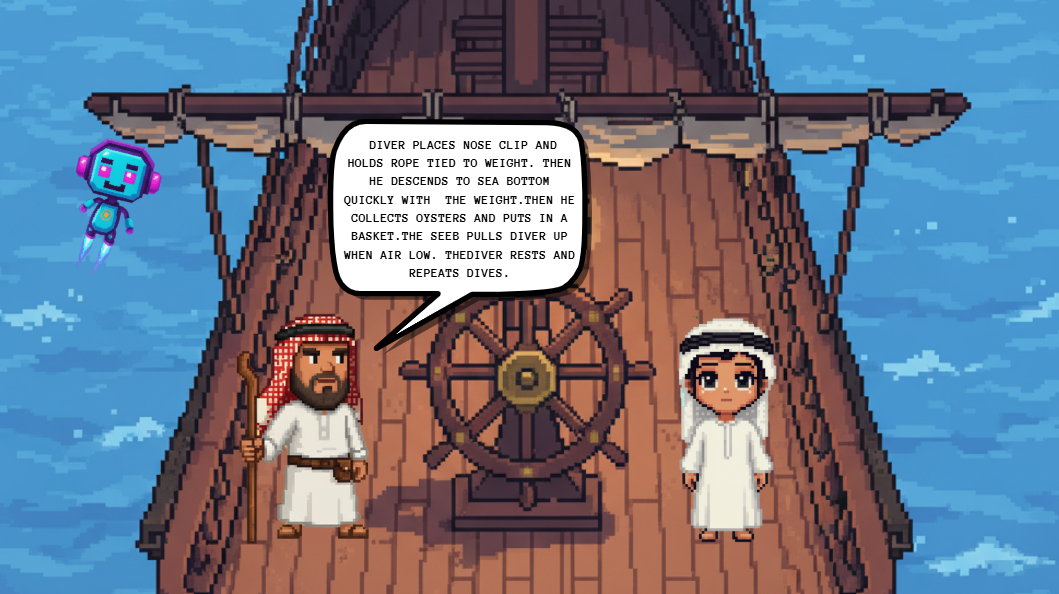 DIVER PLACES NOSE CLIP AND
HOLDS ROPE TIED TO WEIGHT. THEN
HE DESCENDS TO SEA BOTTOM
QUICKLY WITH  THE WEIGHT.THEN HE
COLLECTS OYSTERS AND PUTS IN A
BASKET.THE SEEB PULLS DIVER UP
WHEN AIR LOW. THEDIVER RESTS AND
REPEATS DIVES.